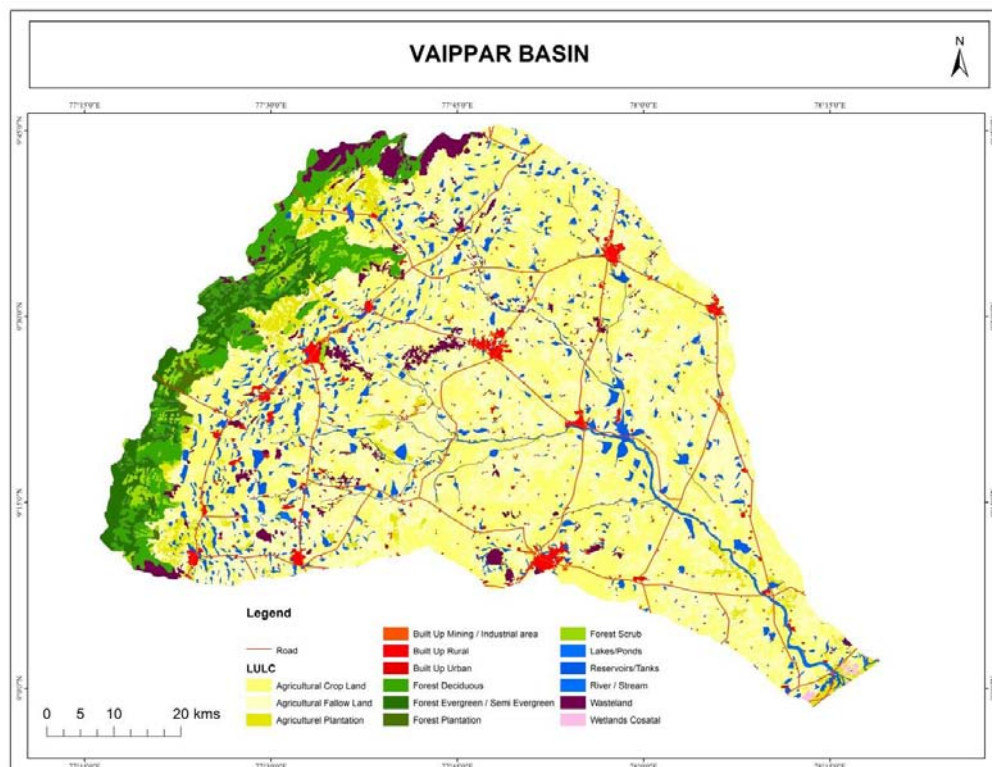 VAIPPAR BASIN
N
77°15'0"E
77°30'0"E
77°45'0"E
78°0'0"E
78°15'0"E
Legend
Road
LULC
Agricultural Crop Land
Agricultural Fallow Land
Agriculturel Plantation
Built Up Mining / Industrial area
Built Up Rural
Built Up Urban
Forest Deciduous
Forest Evergreen / Semi Evergreen
Forest Plantation
Forest Scrub
Lakes/Ponds
Reservoirs/Tanks
River / Stream
Wasteland
Wetlands Cosatal
0 5 10 20 kms